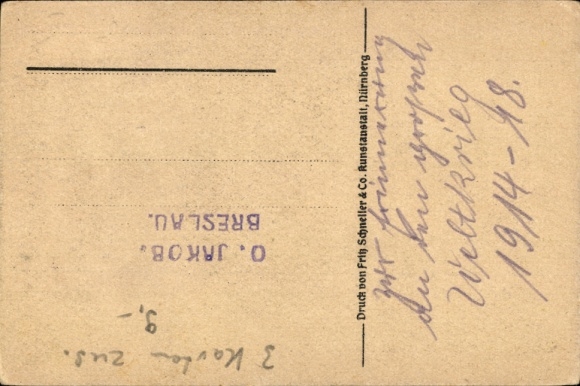 zur Erinnerung
an den großen
Weltkrieg
1914-18.
Druck von Fritz Schneller & Co. Kunstanstalt, Nürnberg
O. JAKOB.
BRESLAU.
3 Karten zus.
9,-